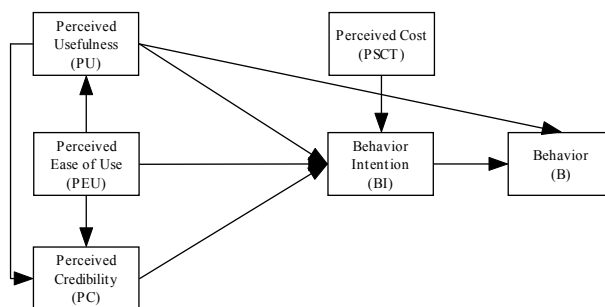 Perceived
Usefulness
(PU)
Perceived Cost
(PSCT)
Perceived
Ease of Use
(PEU)
Behavior
Intention
(BI)
Behavior
(B)
Perceived
Credibility
(PC)